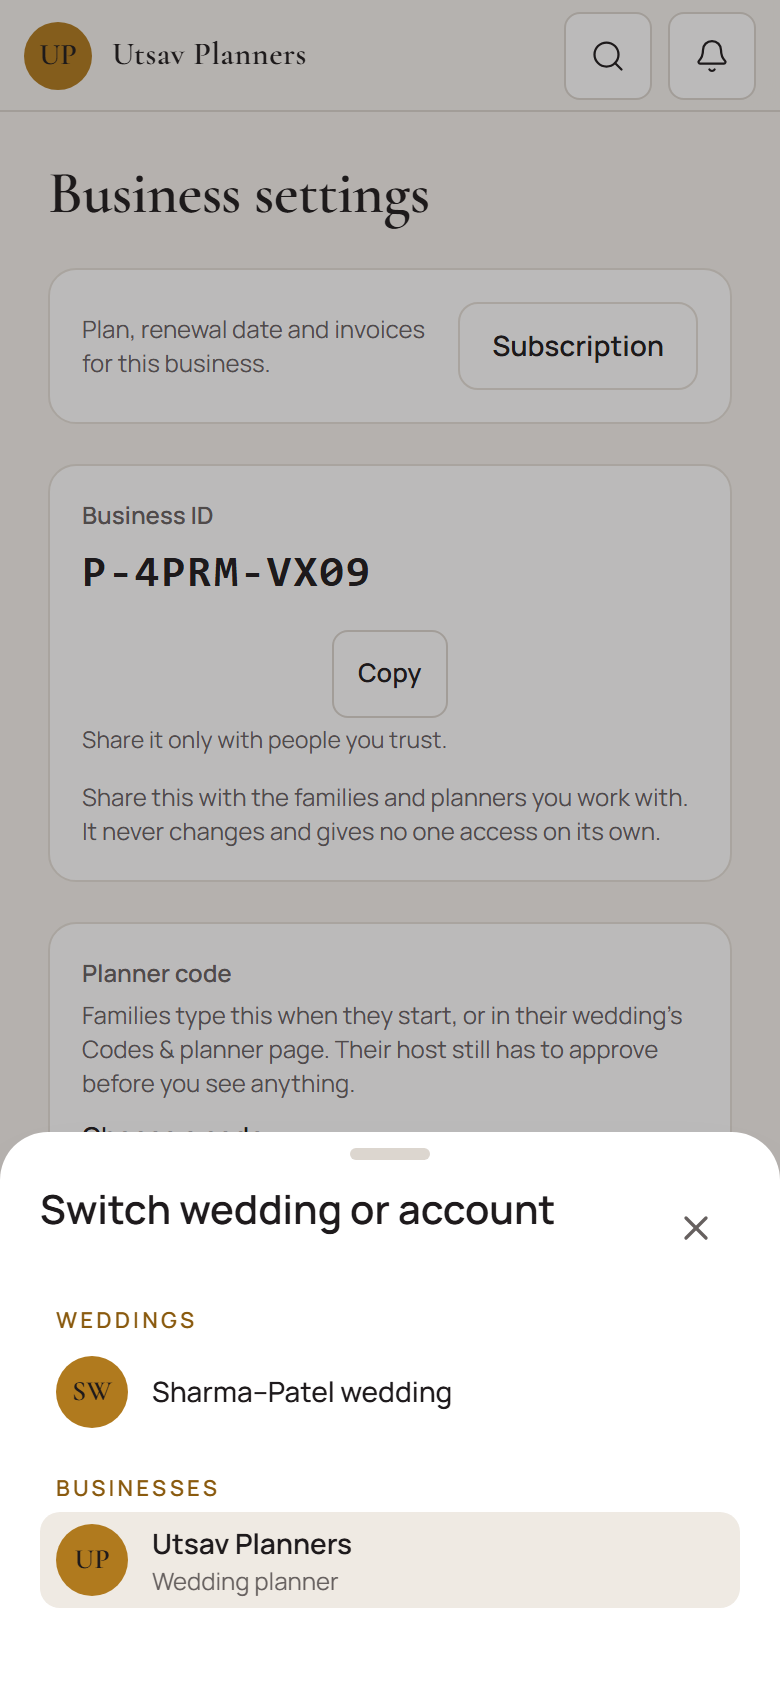 UP Utsav Planners
Business settings
Plan, renewal date and invoices
for this business.
Subscription
Business ID
P-4PRM-VX09
Copy
Share it only with people you trust.
Share this with the families and planners you work with.
It never changes and gives no one access on its own.
Planner code
Families type this when they start, or in their wedding's
Codes & planner page. Their host still has to approve
before you see anything.
Switch wedding or account
WEDDINGS
SW Sharma–Patel wedding
BUSINESSES
UP Utsav Planners
Wedding planner